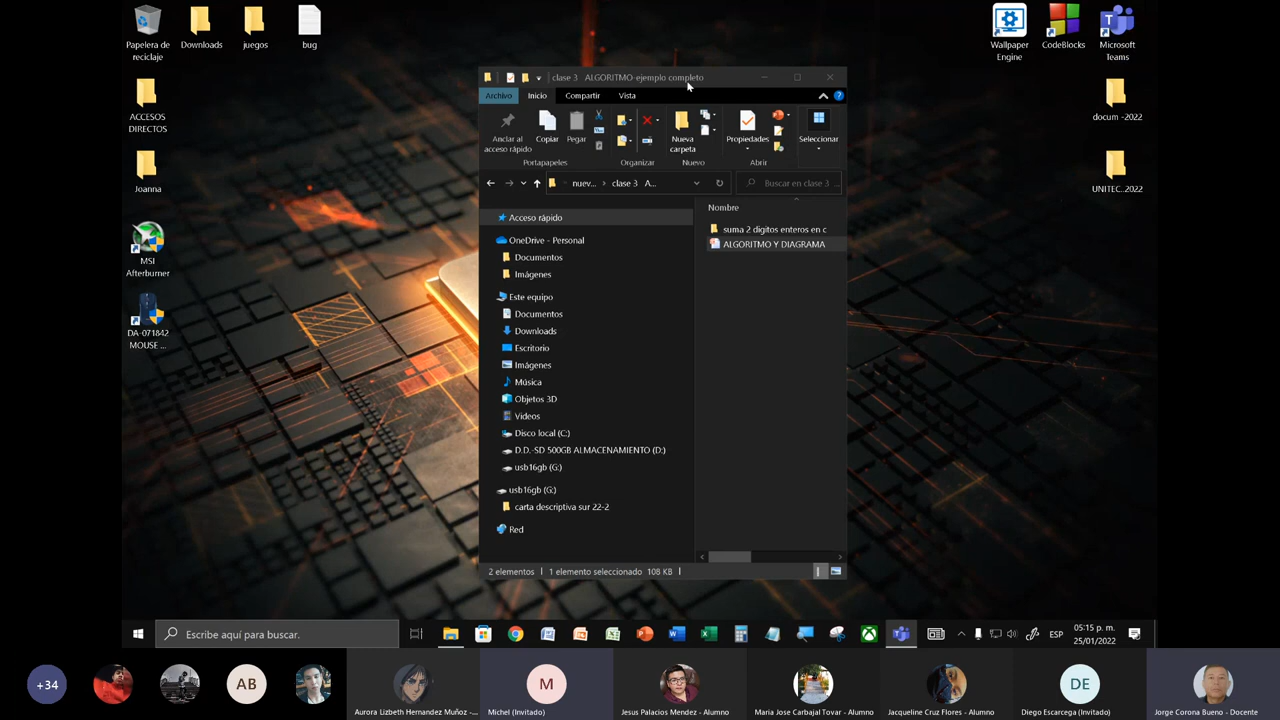 Papelera de
reciclaje
Downloads
juegos
bug
Wallpaper
Engine
CodeBlocks
Microsoft
Teams
ACCESOS
DIRECTOS
docum -2022
Joanna
UNITEC..2022
MSI
Afterburner
DA-071842
MOUSE ...
clase 3 ALGORITMO-ejemplo completo
Archivo Inicio Compartir Vista
Anclar al
acceso rápido
Copiar
Pegar
Nueva
carpeta
Propiedades
Seleccionar
Portapapeles Organizar Nuevo Abrir
nuev... › clase 3 A...
Buscar en clase 3 ...
Nombre
Acceso rápido
suma 2 digitos enteros en c
ALGORITMO Y DIAGRAMA
OneDrive - Personal
Documentos
Imágenes
Este equipo
Documentos
Downloads
Escritorio
Imágenes
Música
Objetos 3D
Videos
Disco local (C:)
D.D.-SD 500GB ALMACENAMIENTO (D:)
usb16gb (G:)
usb16gb (G:)
carta descriptiva sur 22-2
Red
2 elementos 1 elemento seleccionado 108 KB
Escribe aquí para buscar.
ESP
05:15 p. m.
25/01/2022
+34
AB
M
DE
Aurora Lizbeth Hernandez Muñoz -...
Michel (Invitado)
Jesus Palacios Mendez - Alumno
Maria Jose Carbajal Tovar - Alumno
Jacqueline Cruz Flores - Alumno
Diego Escarcega (Invitado)
Jorge Corona Bueno - Docente